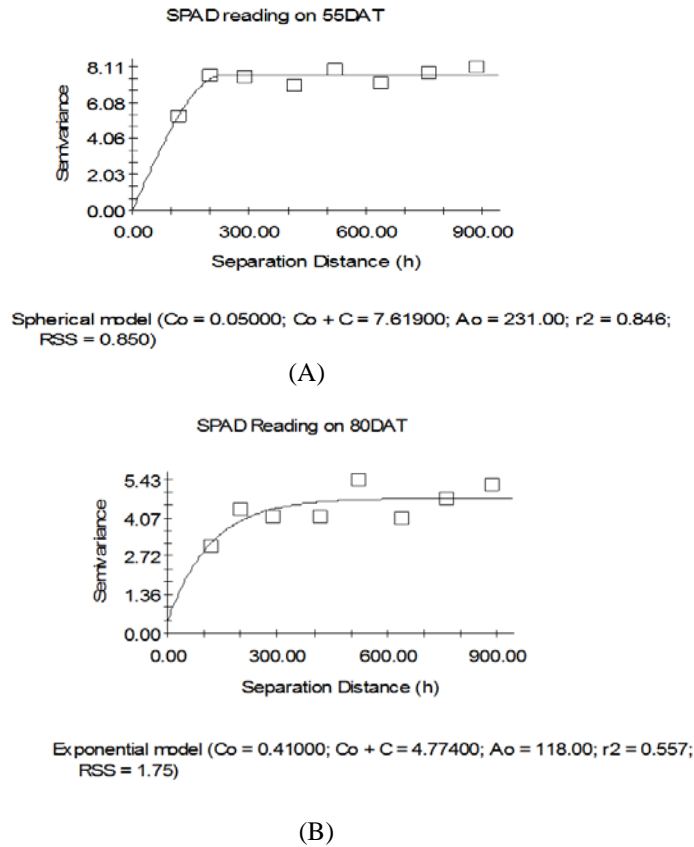 SPAD reading on 55DAT
8.11
6.08
4.06
2.03
0.00
Semivariance
0.00 300.00 600.00 900.00
Separation Distance (h)
Spherical model (Co = 0.05000; Co + C = 7.61900; Ao = 231.00; r2 = 0.846;
RSS = 0.850)
(A)
SPAD Reading on 80DAT
5.43
4.07
2.72
1.36
0.00
Semivariance
0.00 300.00 600.00 900.00
Separation Distance (h)
Exponential model (Co = 0.41000; Co + C = 4.77400; Ao = 118.00; r2 = 0.557;
RSS = 1.75)
(B)